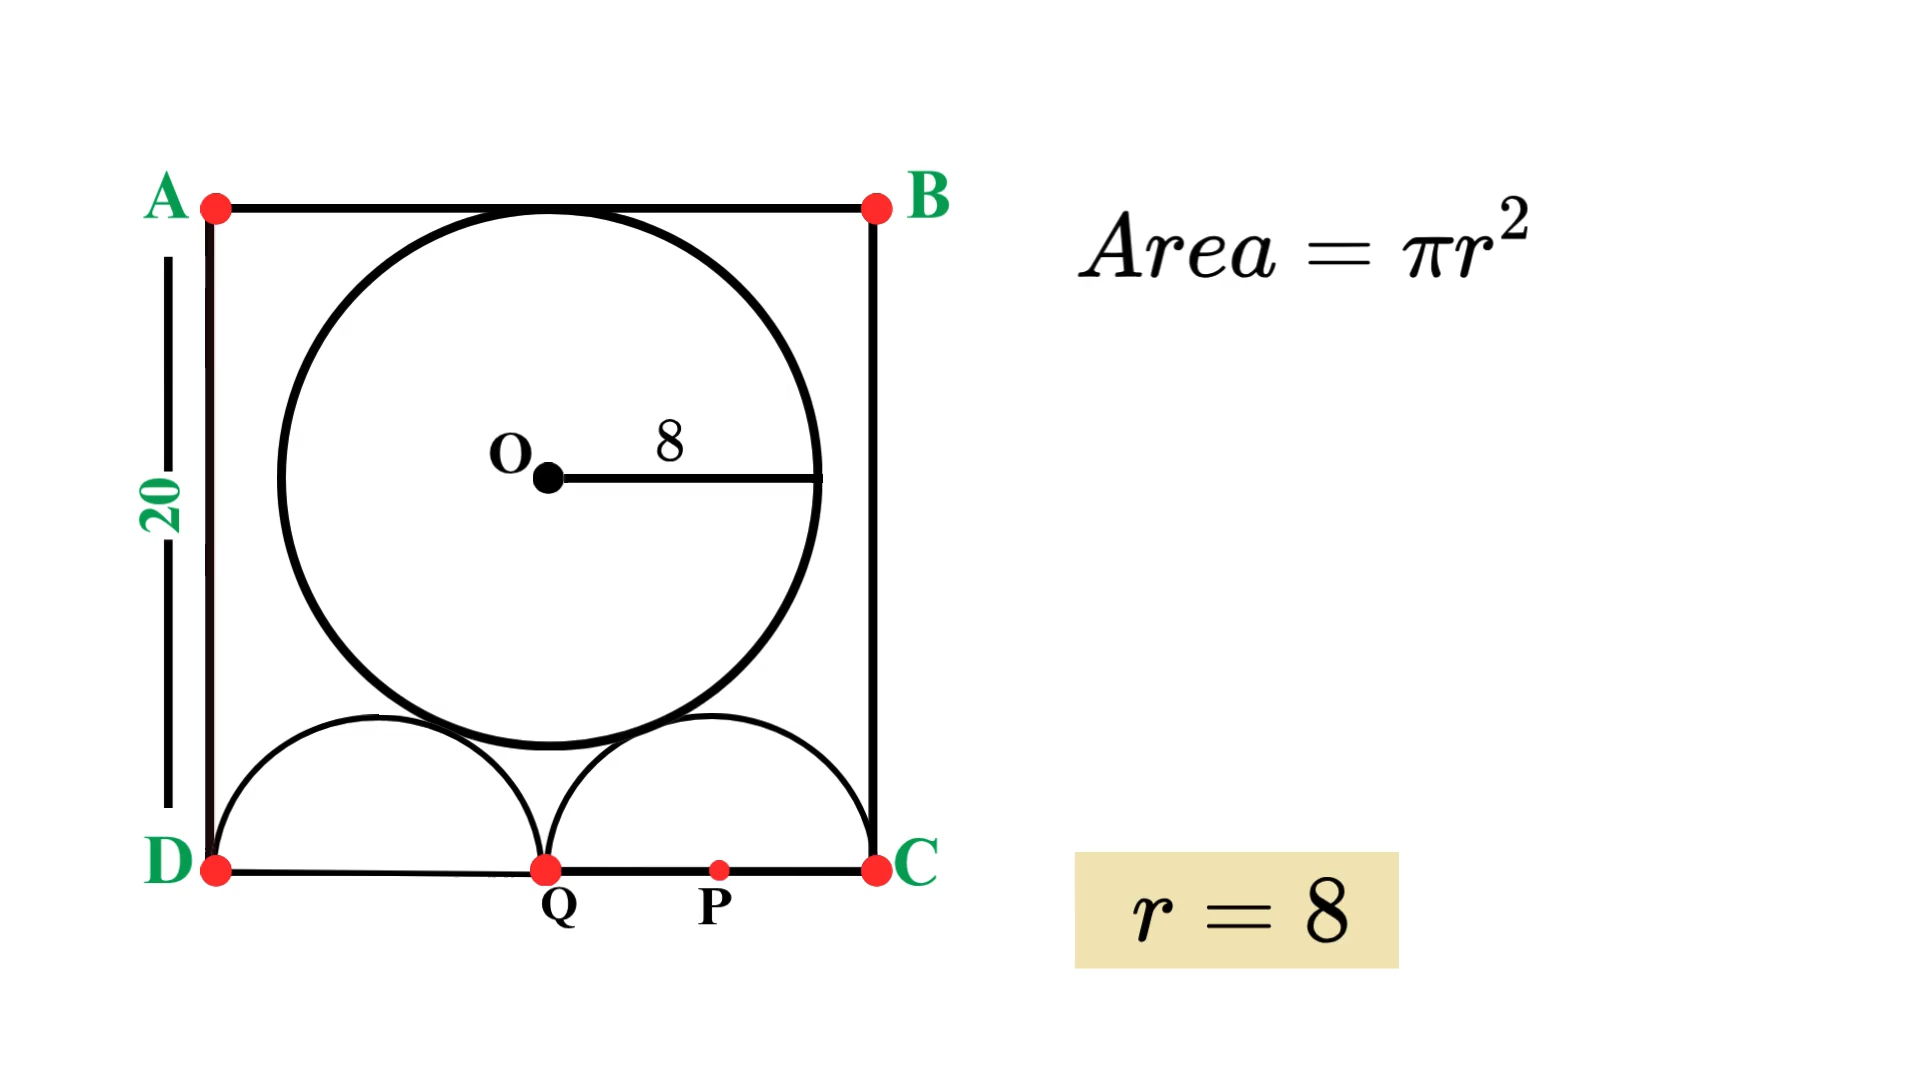 A
B
Area = πr²
O
8
20
D
C
Q
P
r = 8